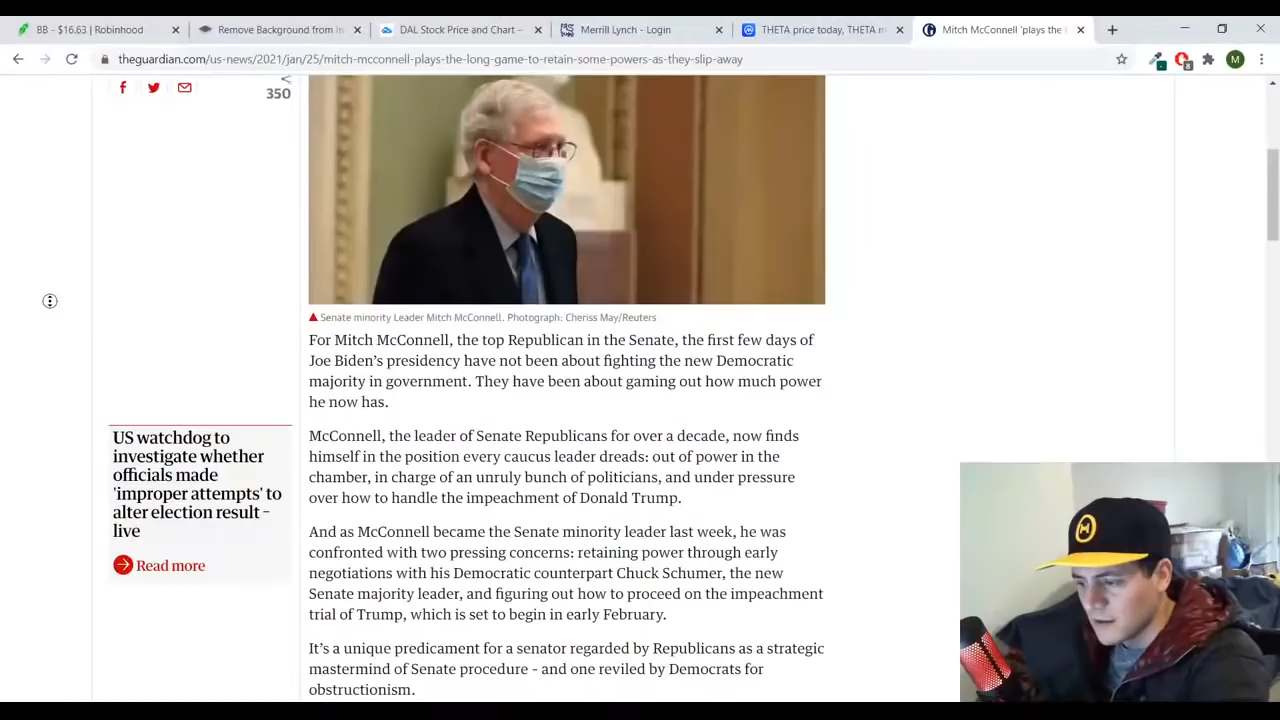 BB - $16.63 | Robinhood
Remove Background from Im
DAL Stock Price and Chart —
Merrill Lynch - Login
THETA price today, THETA m
Mitch McConnell 'plays the l
theguardian.com/us-news/2021/jan/25/mitch-mcconnell-plays-the-long-game-to-retain-some-powers-as-they-slip-away
8
M
350
Senate minority Leader Mitch McConnell. Photograph: Cheriss May/Reuters
For Mitch McConnell, the top Republican in the Senate, the first few days of
Joe Biden's presidency have not been about fighting the new Democratic
majority in government. They have been about gaming out how much power
he now has.
McConnell, the leader of Senate Republicans for over a decade, now finds
himself in the position every caucus leader dreads: out of power in the
chamber, in charge of an unruly bunch of politicians, and under pressure
over how to handle the impeachment of Donald Trump.
And as McConnell became the Senate minority leader last week, he was
confronted with two pressing concerns: retaining power through early
negotiations with his Democratic counterpart Chuck Schumer, the new
Senate majority leader, and figuring out how to proceed on the impeachment
trial of Trump, which is set to begin in early February.
It's a unique predicament for a senator regarded by Republicans as a strategic
mastermind of Senate procedure – and one reviled by Democrats for
obstructionism.
US watchdog to
investigate whether
officials made
'improper attempts' to
alter election result –
live
Read more